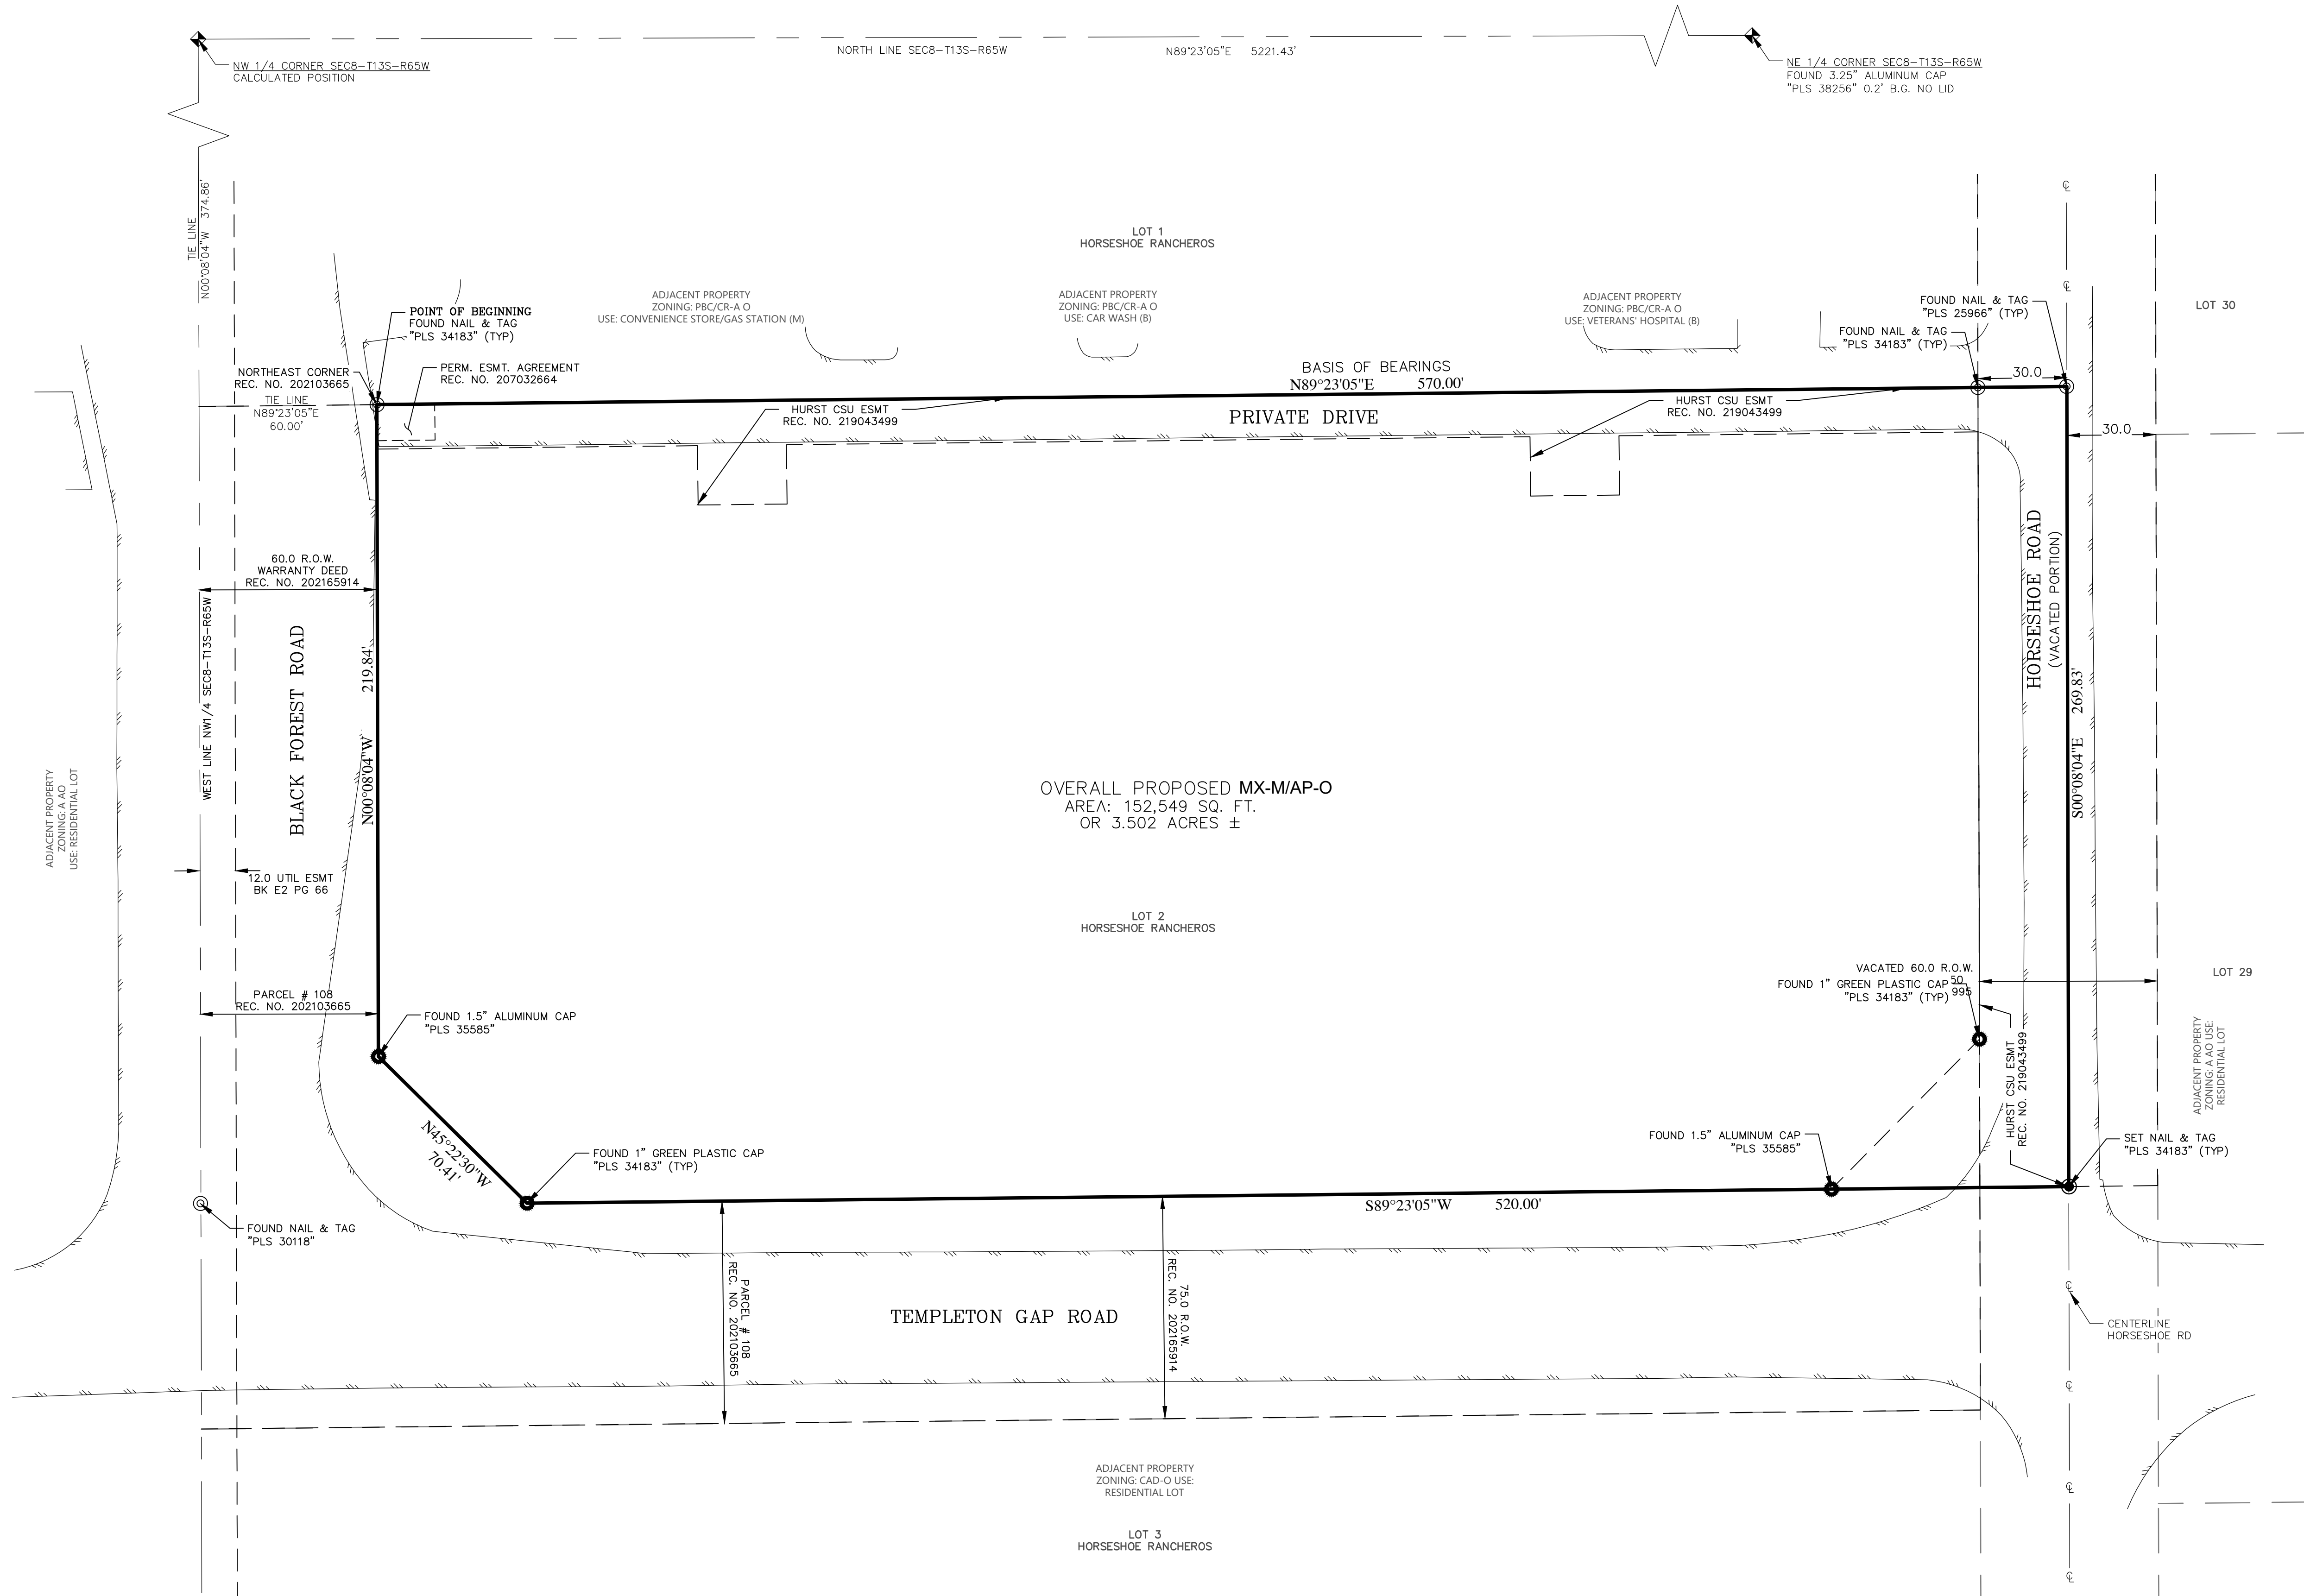 NORTH LINE SEC8-T13S-R65W
N89°23'05"E 5221.43'
NW 1/4 CORNER SEC8-T13S-R65W
CALCULATED POSITION
NE 1/4 CORNER SEC8-T13S-R65W
FOUND 3.25" ALUMINUM CAP
"PLS 38256" 0.2' B.G. NO LID
TIE LINE
N00°08'04"W 374.86'
LOT 1
HORSESHOE RANCHEROS
ADJACENT PROPERTY
ZONING: PBC/CR-A O
USE: CONVENIENCE STORE/GAS STATION (M)
ADJACENT PROPERTY
ZONING: PBC/CR-A O
USE: CAR WASH (B)
ADJACENT PROPERTY
ZONING: PBC/CR-A O
USE: VETERANS' HOSPITAL (B)
FOUND NAIL & TAG
"PLS 25966" (TYP)
FOUND NAIL & TAG
"PLS 34183" (TYP)
LOT 30
POINT OF BEGINNING
FOUND NAIL & TAG
"PLS 34183" (TYP)
NORTHEAST CORNER
REC. NO. 202103665
TIE LINE
N89°23'05"E
60.00'
PERM. ESMT. AGREEMENT
REC. NO. 207032664
BASIS OF BEARINGS
N89°23'05"E 570.00'
30.0
30.0
HURST CSU ESMT
REC. NO. 219043499
PRIVATE DRIVE
HURST CSU ESMT
REC. NO. 219043499
60.0 R.O.W.
WARRANTY DEED
REC. NO. 202165914
WEST LINE NW1/4 SEC8-T13S-R65W
BLACK FOREST ROAD
N00°08'04"W 219.84'
HORSESHOE ROAD
(VACATED PORTION)
S00°08'04"E 269.83'
ADJACENT PROPERTY
ZONING: A AO
USE: RESIDENTIAL LOT
OVERALL PROPOSED MX-M/AP-O
AREA: 152,549 SQ. FT.
OR 3.502 ACRES ±
12.0 UTIL ESMT
BK E2 PG 66
LOT 2
HORSESHOE RANCHEROS
VACATED 60.0 R.O.W.
50
995
FOUND 1" GREEN PLASTIC CAP
"PLS 34183" (TYP)
LOT 29
PARCEL # 108
REC. NO. 202103665
FOUND 1.5" ALUMINUM CAP
"PLS 35585"
HURST CSU ESMT
REC. NO. 219043499
ADJACENT PROPERTY
ZONING: A AO USE:
RESIDENTIAL LOT
N45°22'30"W
70.41'
FOUND 1" GREEN PLASTIC CAP
"PLS 34183" (TYP)
FOUND 1.5" ALUMINUM CAP
"PLS 35585"
SET NAIL & TAG
"PLS 34183" (TYP)
S89°23'05"W 520.00'
FOUND NAIL & TAG
"PLS 30118"
PARCEL # 108
REC. NO. 202103665
75.0 R.O.W.
REC. NO. 202165914
TEMPLETON GAP ROAD
CENTERLINE
HORSESHOE RD
ADJACENT PROPERTY
ZONING: CAD-O USE:
RESIDENTIAL LOT
LOT 3
HORSESHOE RANCHEROS